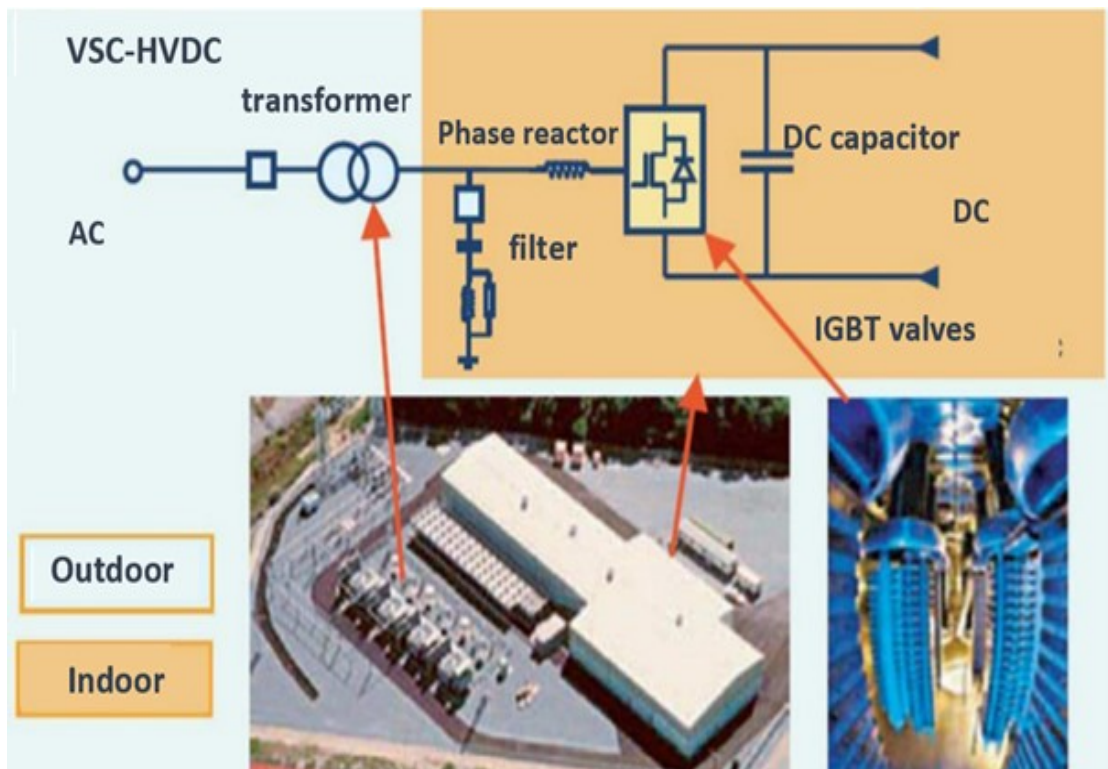 VSC-HVDC
transformer
Phase reactor
DC capacitor
AC
filter
DC
IGBT valves
Outdoor
Indoor